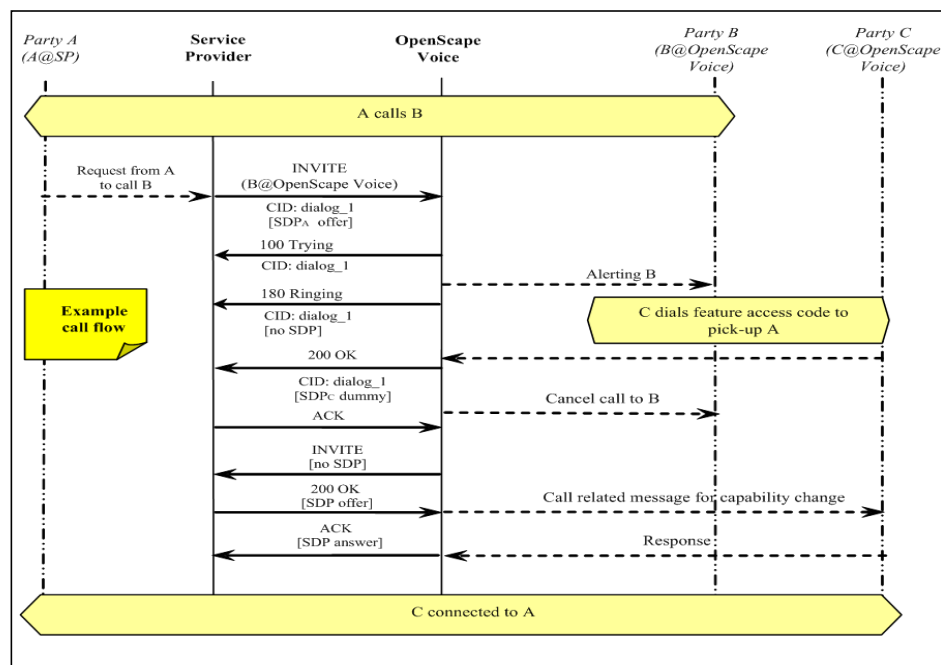 Party A
(A@SP)
Service
Provider
OpenScape
Voice
Party B
(B@OpenScape
Voice)
Party C
(C@OpenScape
Voice)
A calls B
Request from A
to call B
INVITE
(B@OpenScape Voice)
CID: dialog_1
[SDPA offer]
100 Trying
CID: dialog_1
Alerting B
180 Ringing
CID: dialog_1
[no SDP]
Example
call flow
C dials feature access code to
pick-up A
200 OK
CID: dialog_1
[SDPC dummy]
Cancel call to B
ACK
INVITE
[no SDP]
200 OK
[SDP offer]
Call related message for capability change
ACK
[SDP answer]
Response
C connected to A